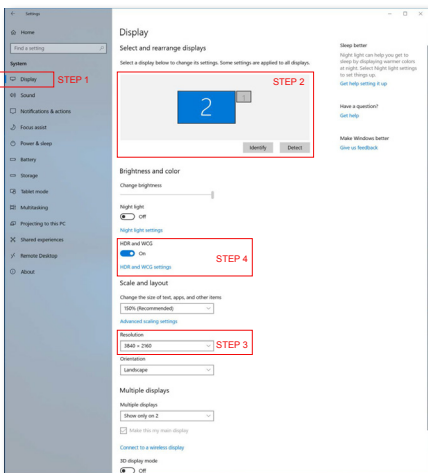 Settings
Home
Find a setting
System
Display
STEP 1
Sound
Notifications & actions
Focus assist
Power & sleep
Battery
Storage
Tablet mode
Multitasking
Projecting to this PC
Shared experiences
Remote Desktop
About
Display
Select and rearrange displays
Select a display below to change its settings. Some settings are applied to all displays.
STEP 2
2
1
Identify
Detect
Brightness and color
Change brightness
Night light
Off
Night light settings
HDR and WCG
On
STEP 4
HDR and WCG settings
Scale and layout
Change the size of text, apps, and other items
150% (Recommended)
Advanced scaling settings
Resolution
3840 × 2160
STEP 3
Orientation
Landscape
Multiple displays
Multiple displays
Show only on 2
Make this my main display
Connect to a wireless display
3D display mode
Off
Sleep better
Night light can help you get to
sleep by displaying warmer colors
at night. Select Night light settings
to set things up.
Get help setting it up
Have a question?
Get help
Make Windows better
Give us feedback